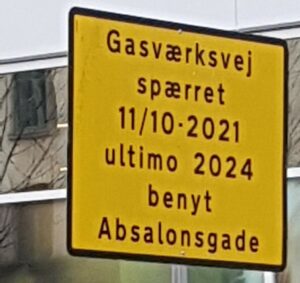 Gasværksvej
spærret
11/10-2021
ultimo 2024
benyt
Absalonsgade